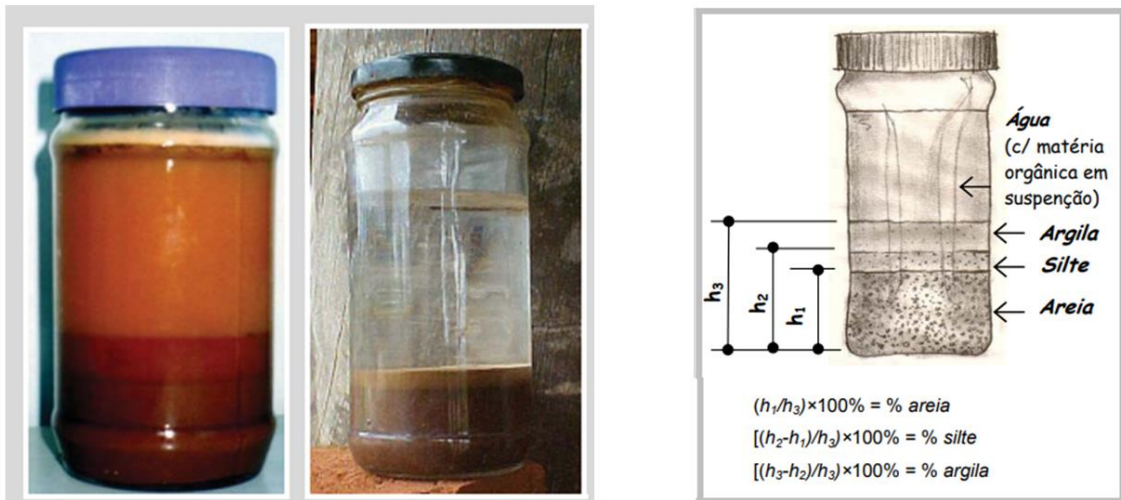 Água
(c/ matéria
orgânica em
suspenção)
Argila
Silte
Areia
h₃
h₂
h₁
(h₁/h₃)×100% = % areia
[(h₂-h₁)/h₃)×100% = % silte
[(h₃-h₂)/h₃)×100% = % argila